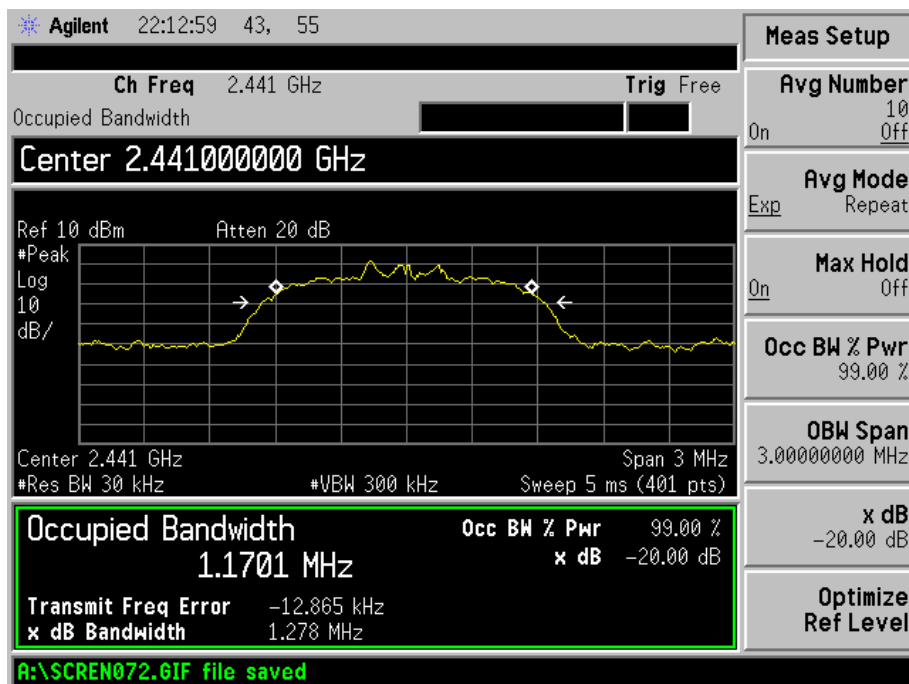 Agilent 22:12:59 43, 55
Ch Freq 2.441 GHz Trig Free
Occupied Bandwidth
Center 2.441000000 GHz
Ref 10 dBm Atten 20 dB
#Peak
Log
10
dB/
Center 2.441 GHz Span 3 MHz
#Res BW 30 kHz #VBW 300 kHz Sweep 5 ms (401 pts)
Occupied Bandwidth Occ BW % Pwr 99.00 %
1.1701 MHz x dB -20.00 dB
Transmit Freq Error -12.865 kHz
x dB Bandwidth 1.278 MHz
A:\SCREN072.GIF file saved
Meas Setup
Avg Number
10
On Off
Avg Mode
Exp Repeat
Max Hold
On Off
Occ BW % Pwr
99.00 %
OBW Span
3.00000000 MHz
x dB
-20.00 dB
Optimize
Ref Level